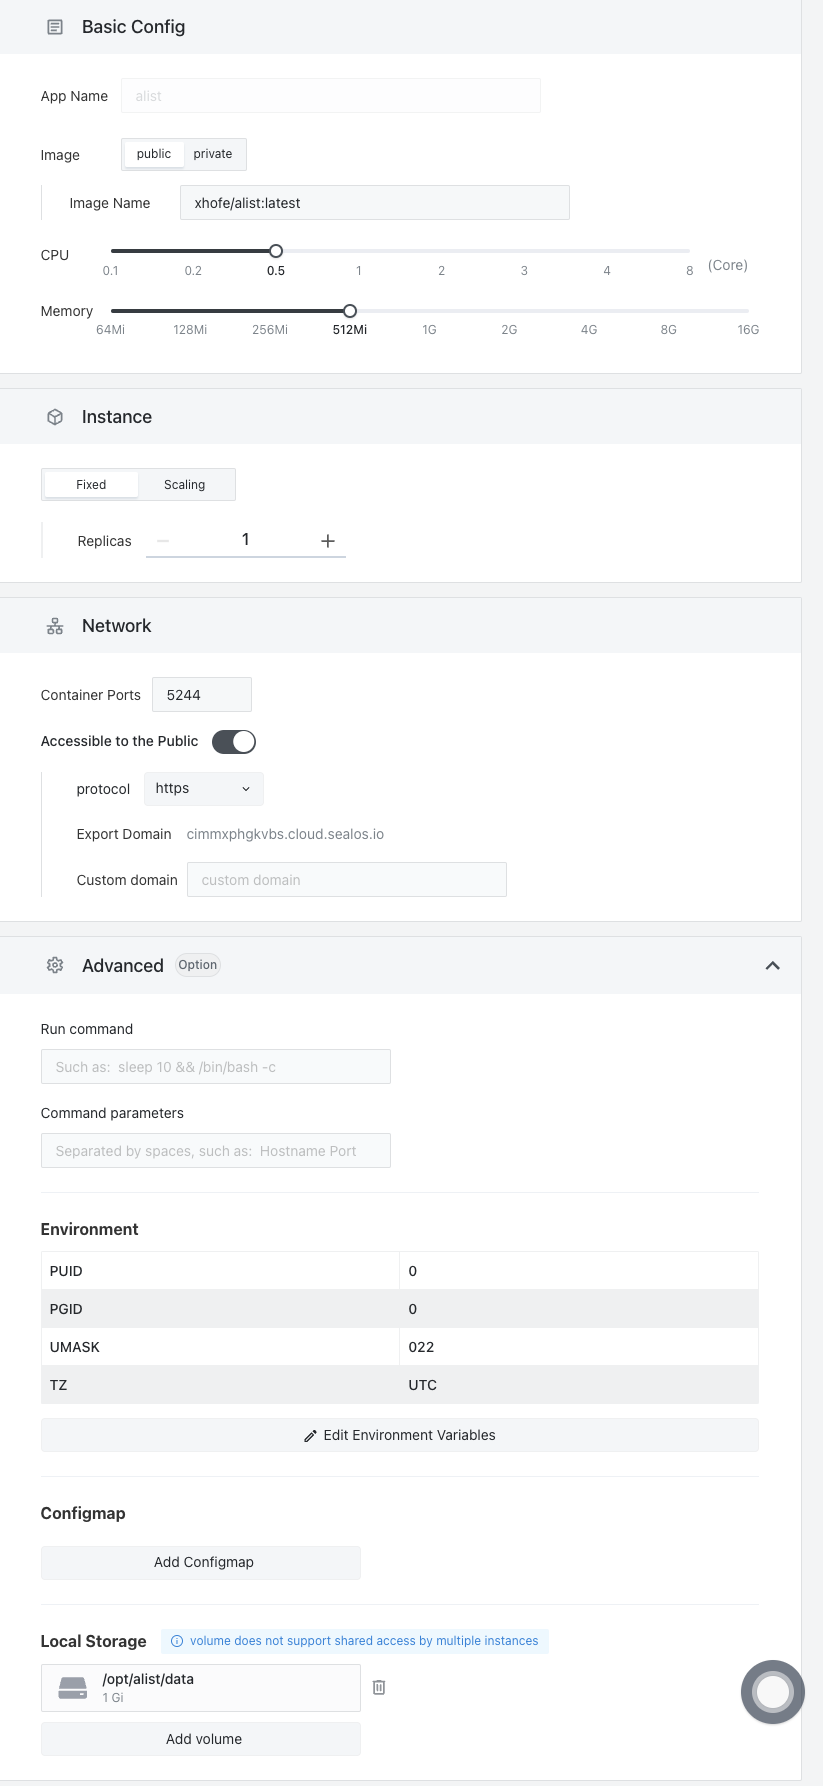 Basic Config
App Name alist
Image public private
Image Name xhofe/alist:latest
CPU 0.1 0.2 0.5 1 2 3 4 8 (Core)
Memory 64Mi 128Mi 256Mi 512Mi 1G 2G 4G 8G 16G
Instance
Fixed Scaling
Replicas 1
Network
Container Ports 5244
Accessible to the Public
protocol https
Export Domain cimmxphgkvbs.cloud.sealos.io
Custom domain custom domain
Advanced Option
Run command
Such as: sleep 10 && /bin/bash -c
Command parameters
Separated by spaces, such as: Hostname Port
Environment
PUID 0
PGID 0
UMASK 022
TZ UTC
Edit Environment Variables
Configmap
Add Configmap
Local Storage volume does not support shared access by multiple instances
/opt/alist/data
1 Gi
Add volume